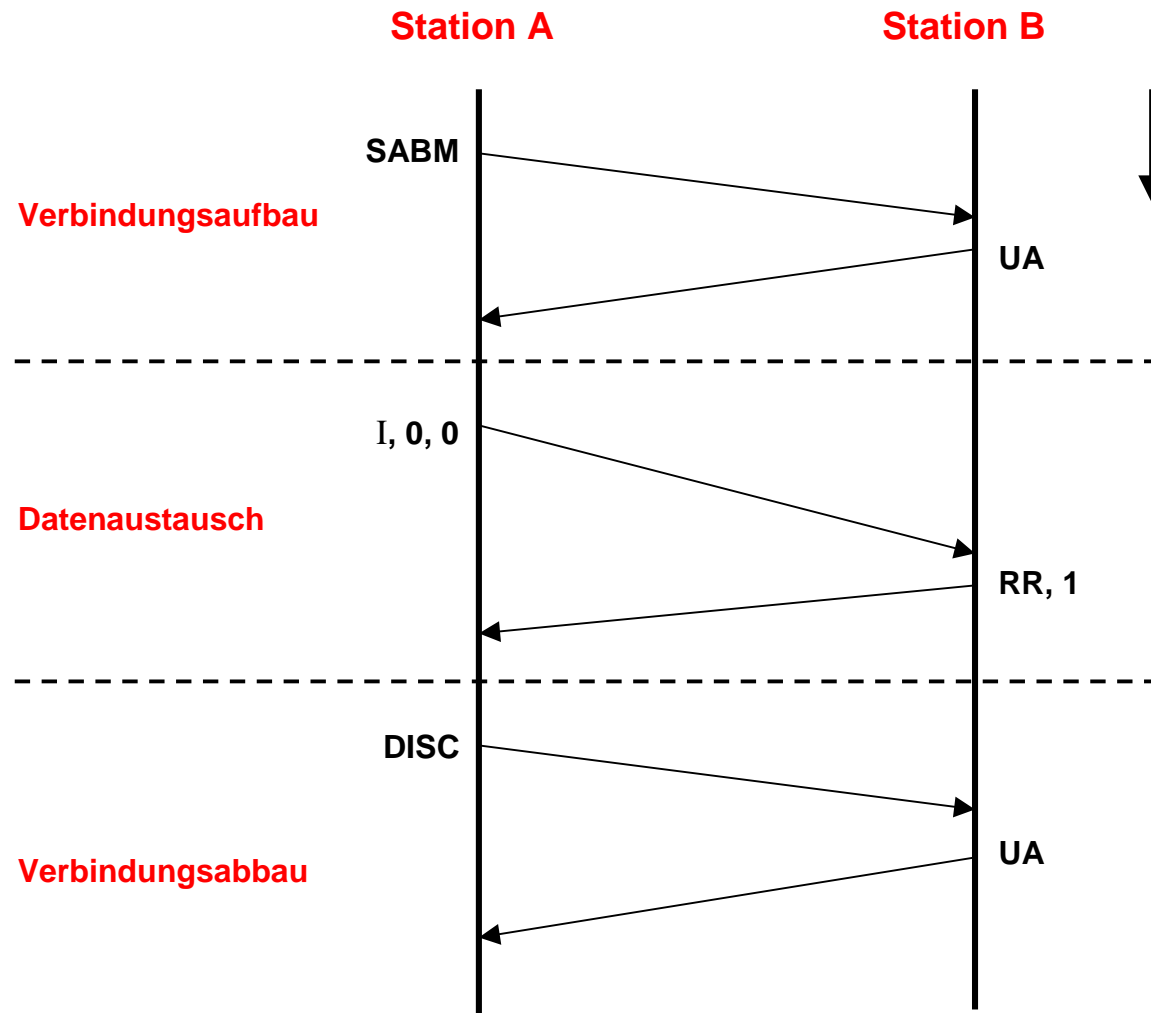 Station A
Station B
SABM
Verbindungsaufbau
UA
I, 0, 0
Datenaustausch
RR, 1
DISC
UA
Verbindungsabbau